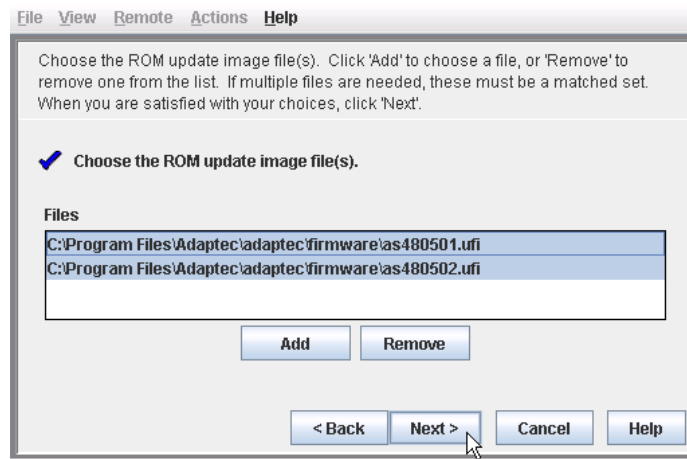 File View Remote Actions Help
Choose the ROM update image file(s). Click 'Add' to choose a file, or 'Remove' to
remove one from the list. If multiple files are needed, these must be a matched set.
When you are satisfied with your choices, click 'Next'.
Choose the ROM update image file(s).
Files
C:\Program Files\Adaptec\adaptec\firmware\as480501.ufi
C:\Program Files\Adaptec\adaptec\firmware\as480502.ufi
Add Remove
< Back Next > Cancel Help